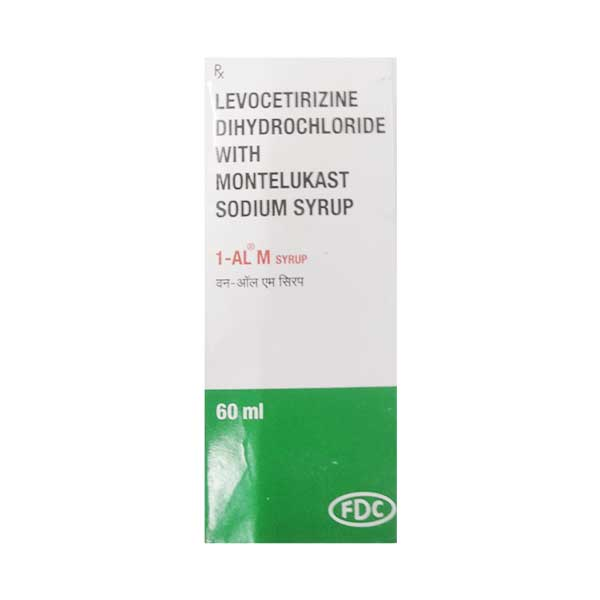 Rx
LEVOCETIRIZINE
DIHYDROCHLORIDE
WITH
MONTELUKAST
SODIUM SYRUP
1-AL® M SYRUP
वन-ऑल एम सिरप
60 ml
FDC